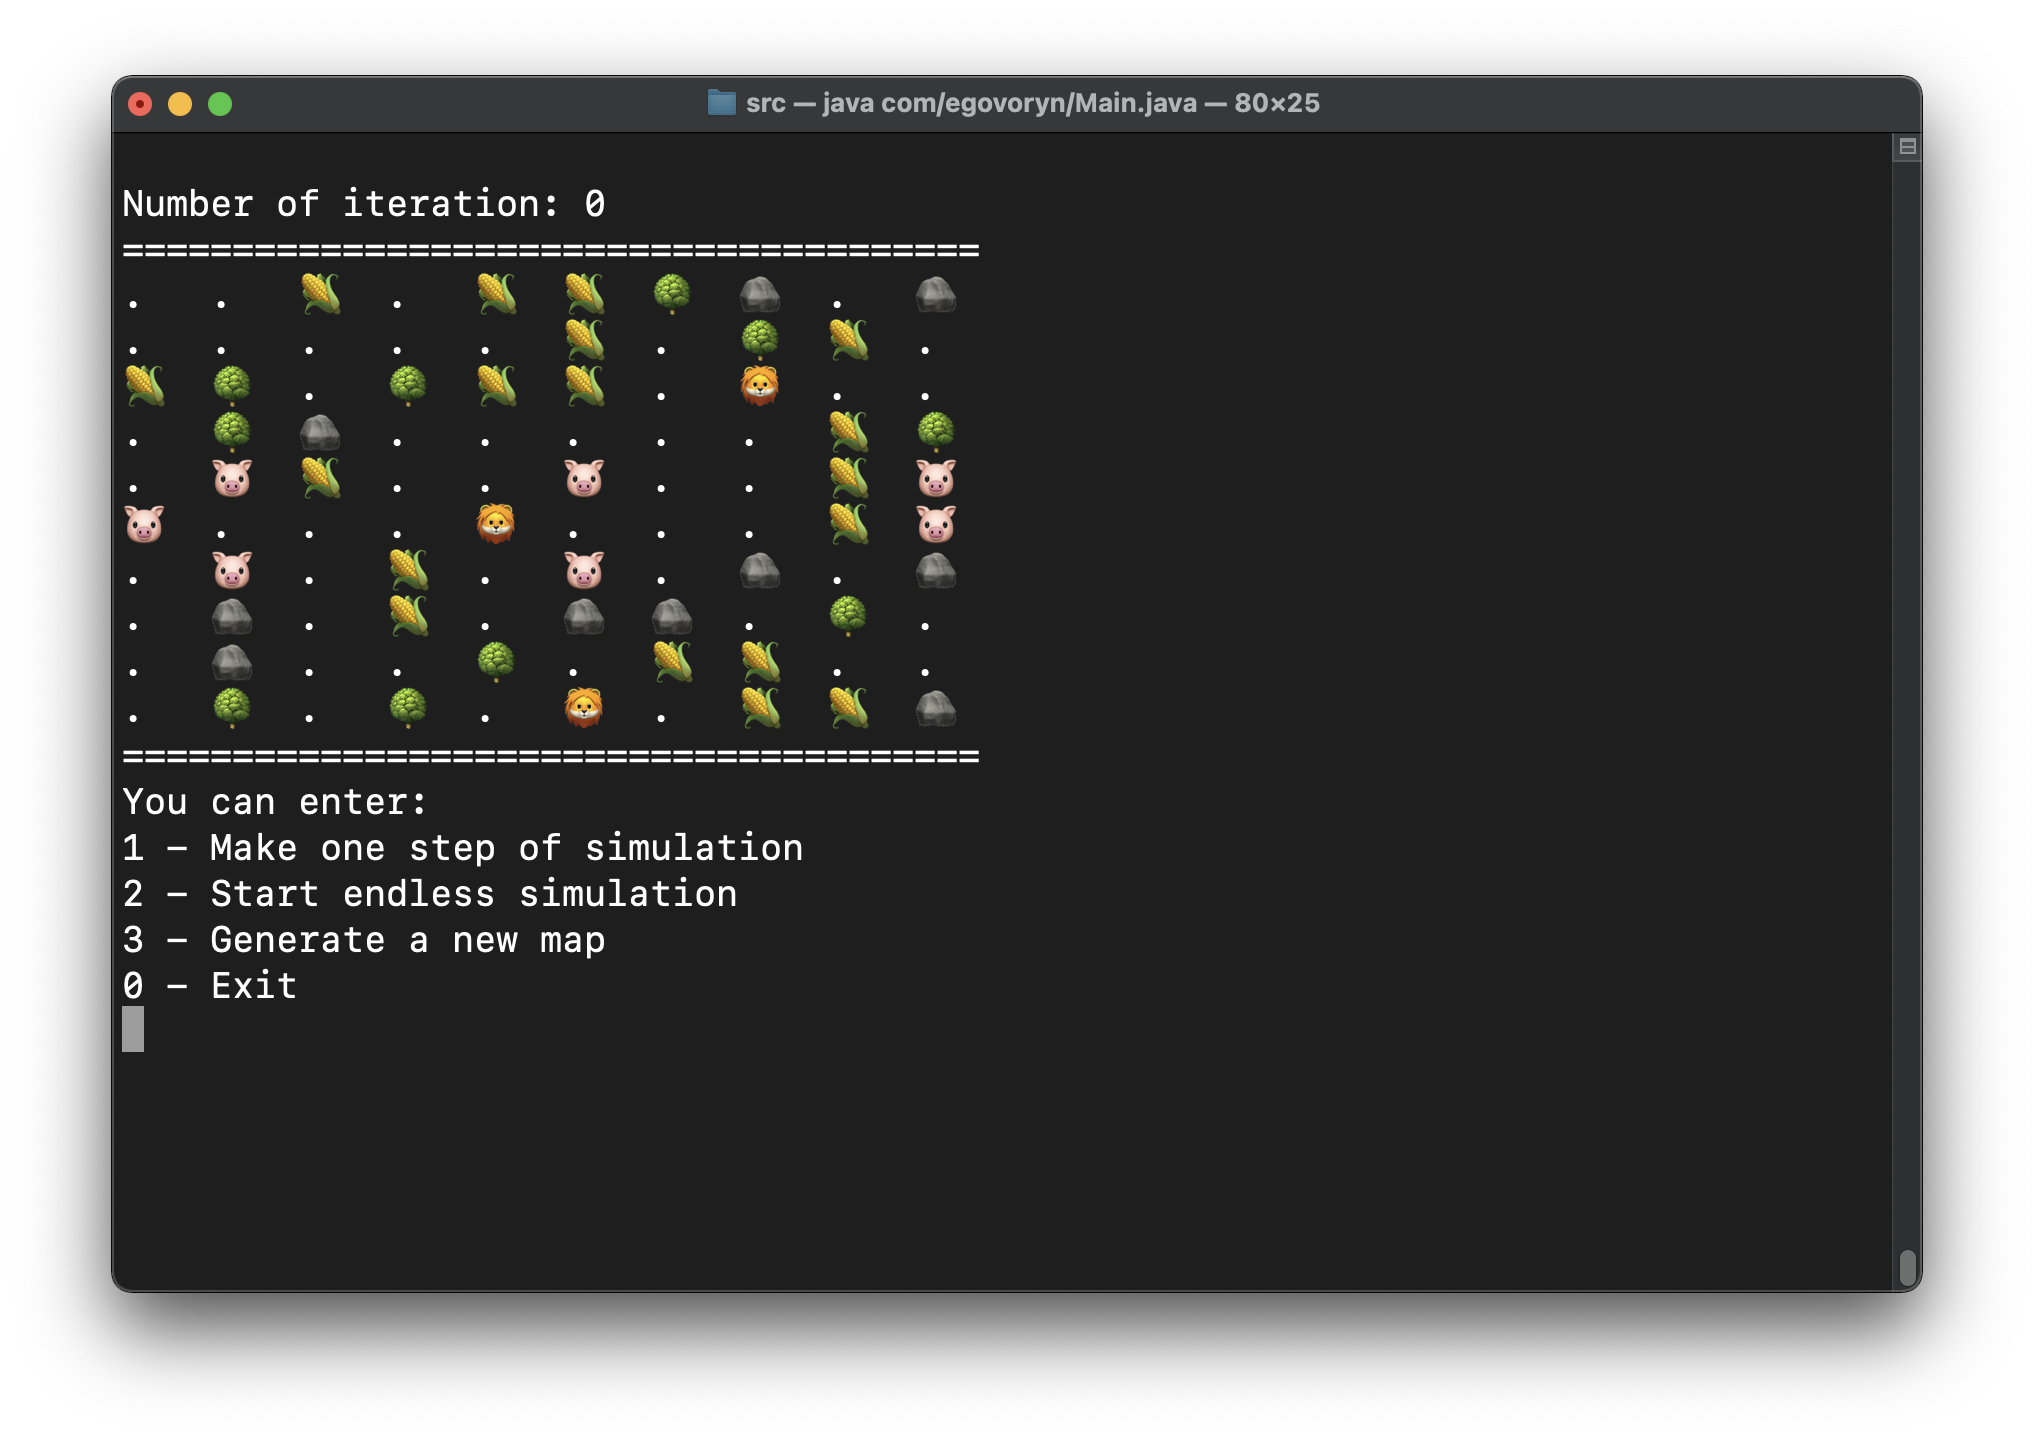 src — java com/egovoryn/Main.java — 80×25
Number of iteration: 0
=======================================
. . 🌽 . 🌽 🌽 🌳 🪨 . 🪨
. . . . . 🌽 . 🌳 🌽 .
🌽 🌳 . 🌳 🌽 🌽 . 🦁 . .
. 🌳 🪨 . . . . . 🌽 🌳
. 🐷 🌽 . . 🐷 . . 🌽 🐷
🐷 . . . 🦁 . . . 🌽 🐷
. 🐷 . 🌽 . 🐷 . 🪨 . 🪨
. 🪨 . 🌽 . 🪨 🪨 . 🌳 .
. 🪨 . . 🌳 . 🌽 🌽 . .
. 🌳 . 🌳 . 🦁 . 🌽 🌽 🪨
=======================================
You can enter:
1 – Make one step of simulation
2 – Start endless simulation
3 – Generate a new map
0 – Exit